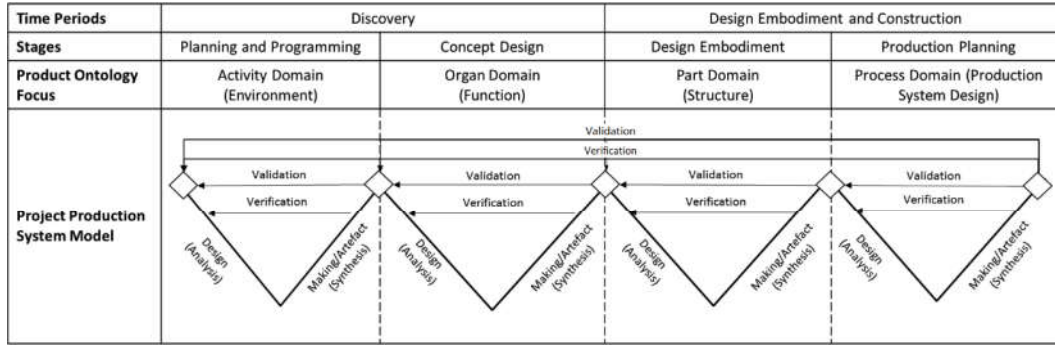 Time Periods
Discovery
Design Embodiment and Construction
Stages
Planning and Programming
Concept Design
Design Embodiment
Production Planning
Product Ontology
Focus
Activity Domain
(Environment)
Organ Domain
(Function)
Part Domain
(Structure)
Process Domain (Production
System Design)
Project Production
System Model
Validation
Verification
Validation
Verification
Design
(Analysis)
Making/Artefact
(Synthesis)
Validation
Verification
Design
(Analysis)
Making/Artefact
(Synthesis)
Validation
Verification
Design
(Analysis)
Making/Artefact
(Synthesis)
Validation
Verification
Design
(Analysis)
Making/Artefact
(Synthesis)